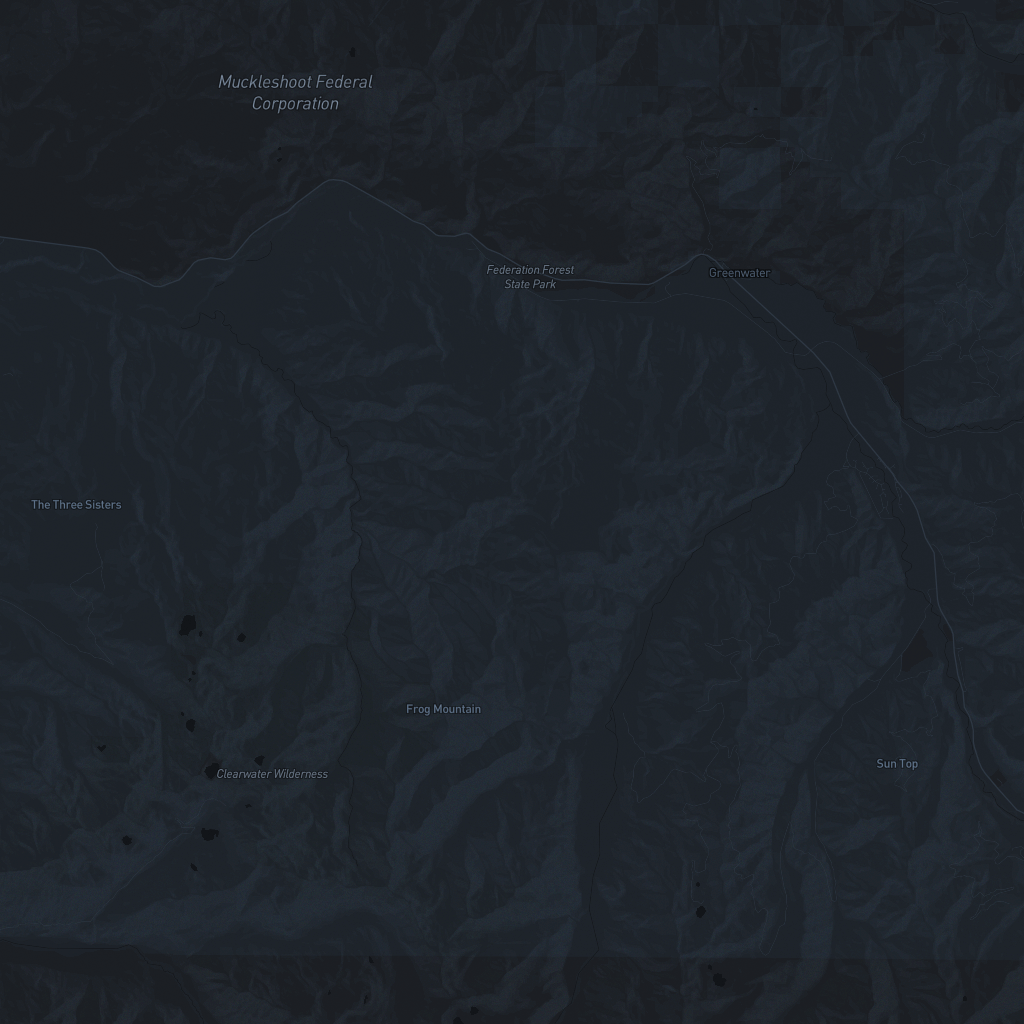 Muckleshoot Federal
Corporation
Federation Forest
State Park
Greenwater
The Three Sisters
Frog Mountain
Sun Top
Clearwater Wilderness